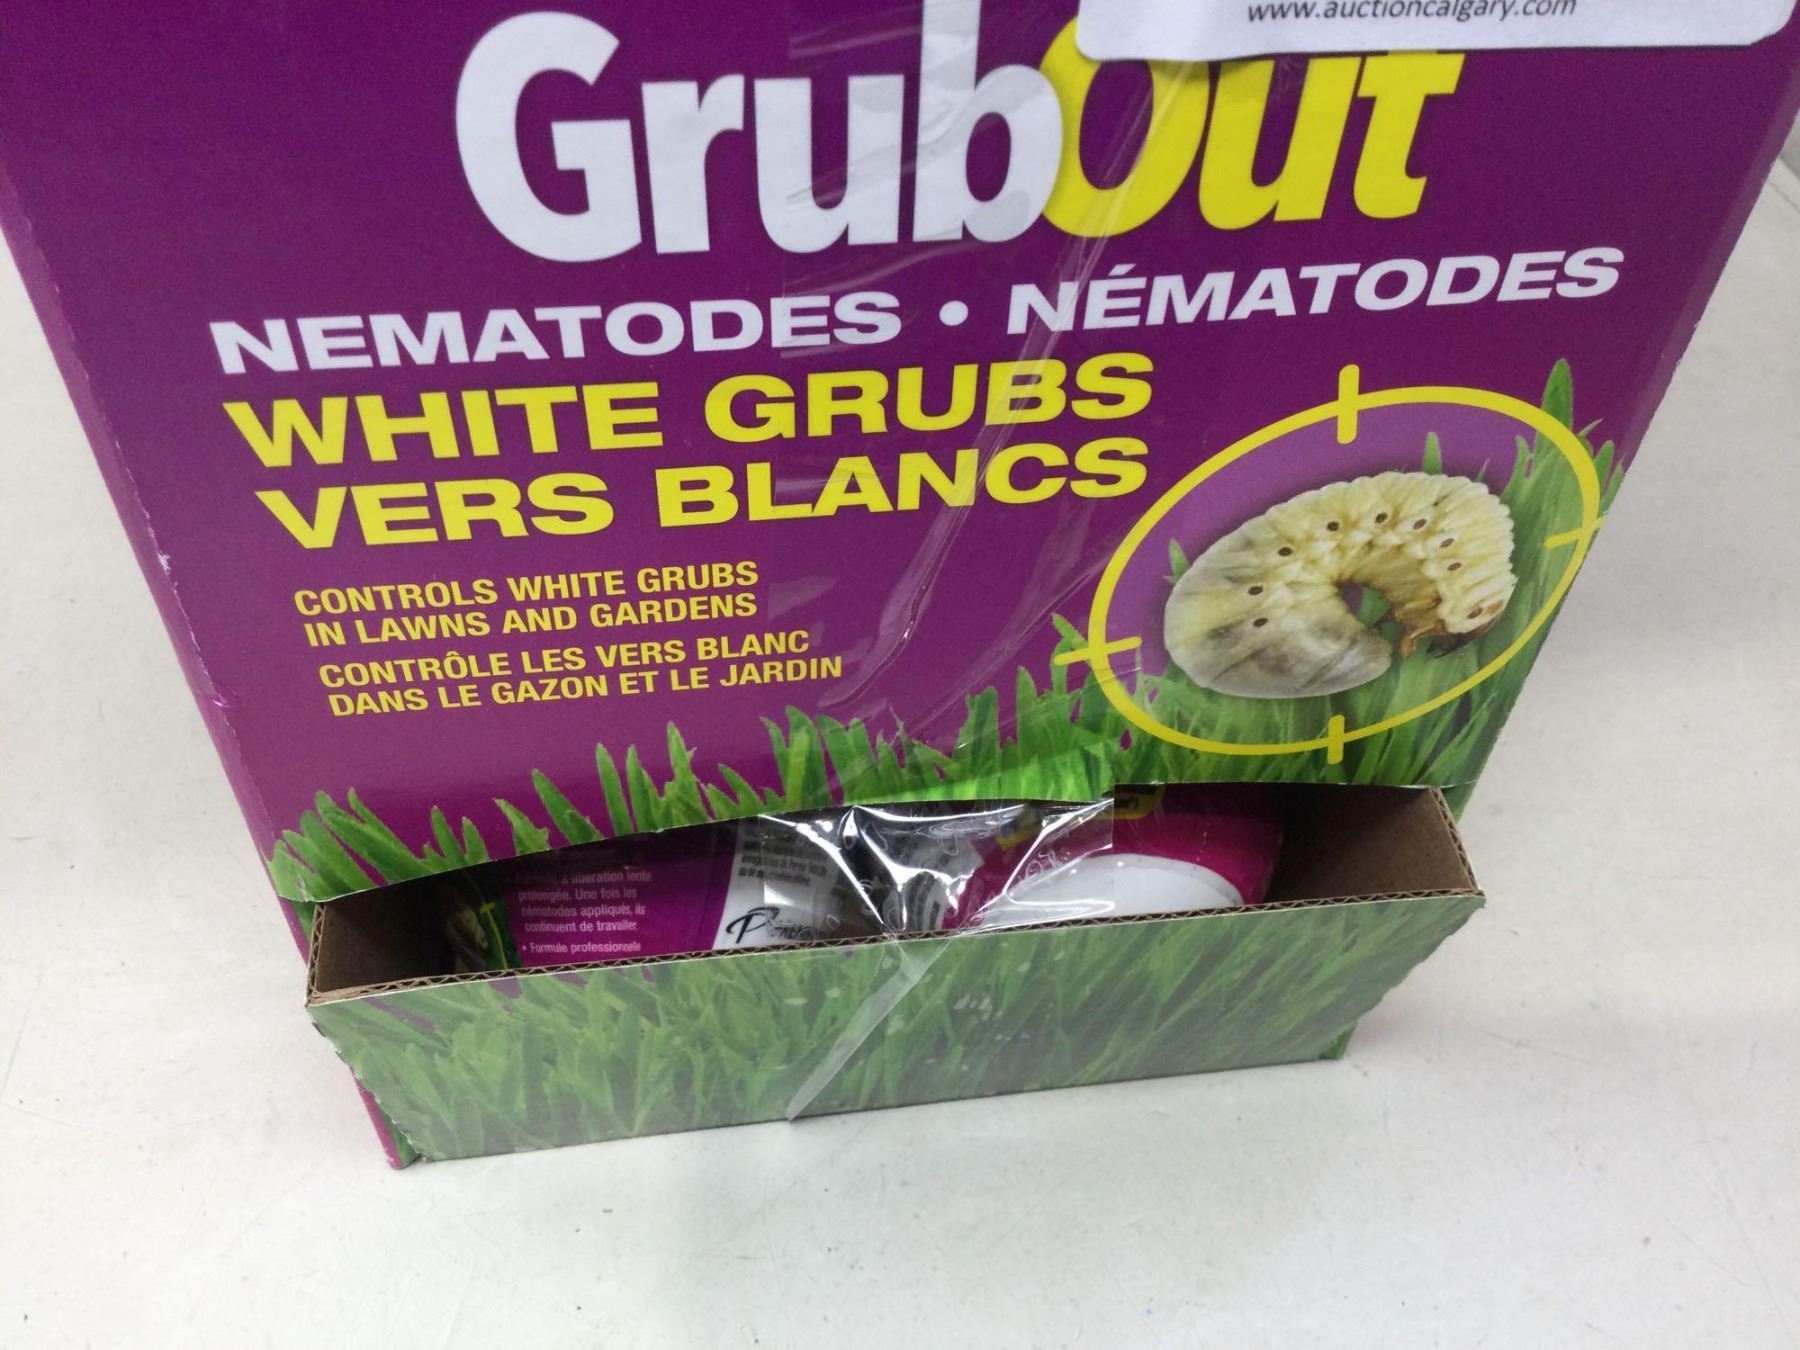 www.auctioncalgary.com
GrubOut
NEMATODES • NÉMATODES
WHITE GRUBS
VERS BLANCS
CONTROLS WHITE GRUBS
IN LAWNS AND GARDENS
CONTRÔLE LES VERS BLANC
DANS LE GAZON ET LE JARDIN
à libération lente
prolongée. Une fois les
nématodes appliqués, ils
continuent de travailler.
• Formule professionnelle